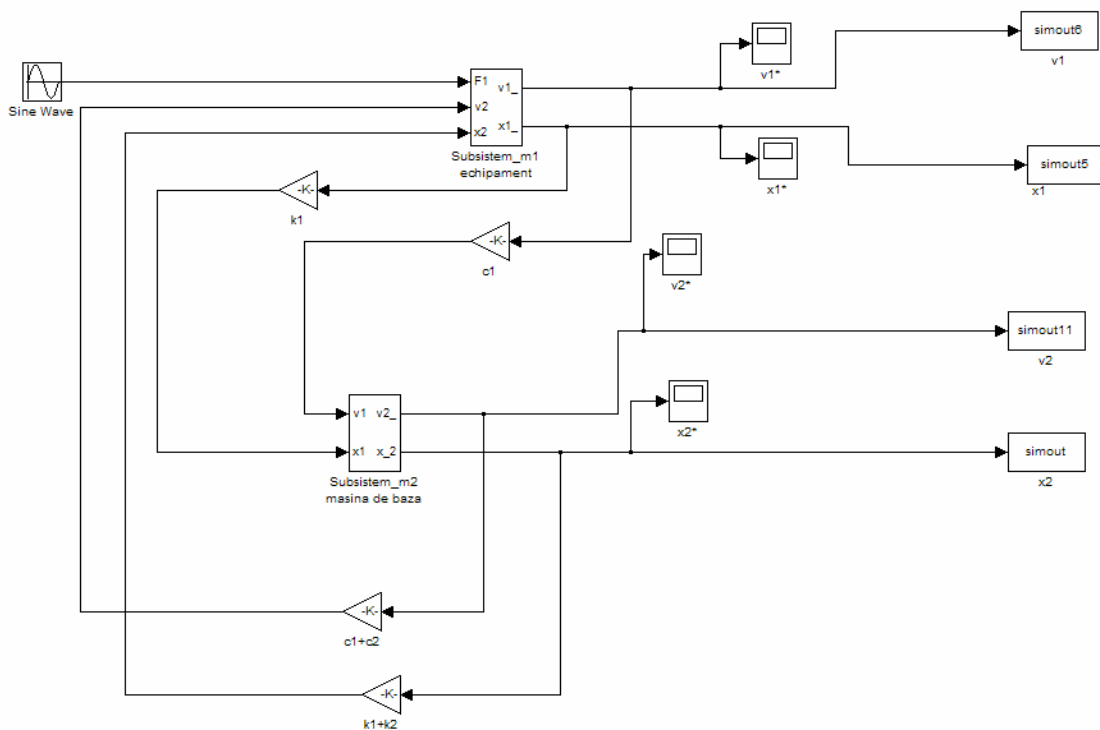 simout6
v1
v1*
F1
v1_
Sine Wave
v2
x2
x1_
Subsistem_m1
echipament
x1*
simout5
x1
-K-
k1
-K-
c1
v2*
simout11
v2
v1
v2_
x1
x_2
Subsistem_m2
masina de baza
x2*
simout
x2
-K-
c1+c2
-K-
k1+k2